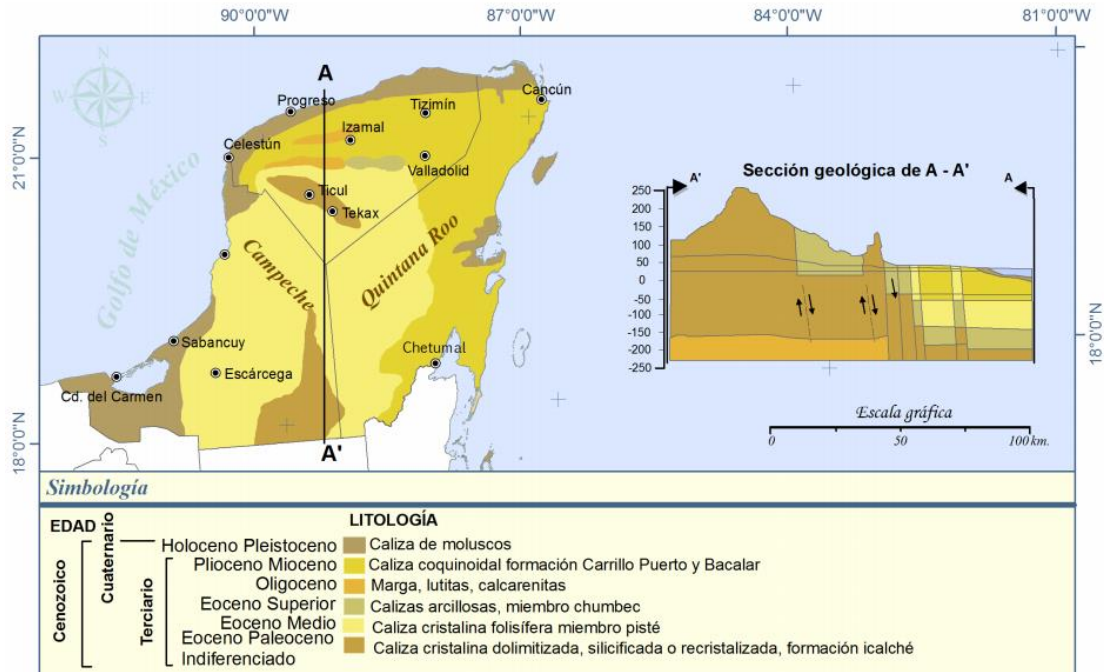 90°0'0"W 87°0'0"W 84°0'0"W 81°0'0"W
N
W E
S
A
Progreso
Tizimín
Cancún
Izamal
Celestún
Valladolid
21°0'0"N
21°0'0"N
Ticul
Tekax
Golfo de México
Campeche
Quintana Roo
Sabancuy
Chetumal
Escárcega
Cd. del Carmen
18°0'0"N
18°0'0"N
A'
Sección geológica de A - A'
A' A
250
200
150
100
50
0
-50
-100
-150
-200
-250
Escala gráfica
0 50 100 km.
Simbología
EDAD LITOLOGÍA
Cenozoico
Cuaternario
Terciario
Holoceno Pleistoceno Caliza de moluscos
Plioceno Mioceno Caliza coquinoidal formación Carrillo Puerto y Bacalar
Oligoceno Marga, lutitas, calcarenitas
Eoceno Superior Calizas arcillosas, miembro chumbec
Eoceno Medio Caliza cristalina folisífera miembro pisté
Eoceno Paleoceno
Indiferenciado Caliza cristalina dolimitizada, silicificada o recristalizada, formación icalché